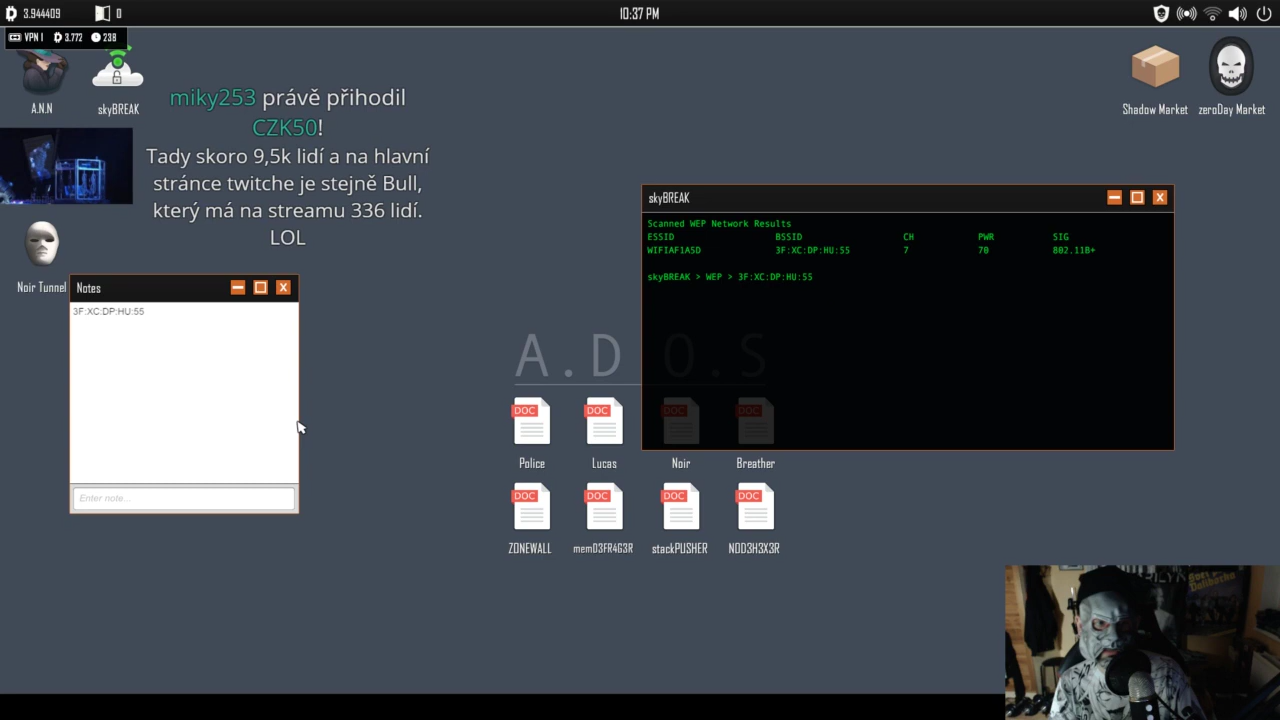 3.944409
0
10:37 PM
VPN 1 3.772 238
A.N.N
skyBREAK
Shadow Market
zeroDay Market
miky253 právě přihodil
CZK50!
Tady skoro 9,5k lidí a na hlavní
stránce twitche je stejně Bull,
který má na streamu 336 lidí.
LOL
Noir Tunnel
Notes
3F:XC:DP:HU:55
Enter note...
skyBREAK
Scanned WEP Network Results
ESSID BSSID CH PWR SIG
WIFIAF1ASD 3F:XC:DP:HU:55 7 70 802.11B+
skyBREAK > WEP > 3F:XC:DP:HU:55
A.D O.S
DOC DOC DOC DOC
Police Lucas Noir Breather
DOC DOC DOC DOC
ZONEWALL memD3FR4G3R stackPUSHER NOD3H3X3R